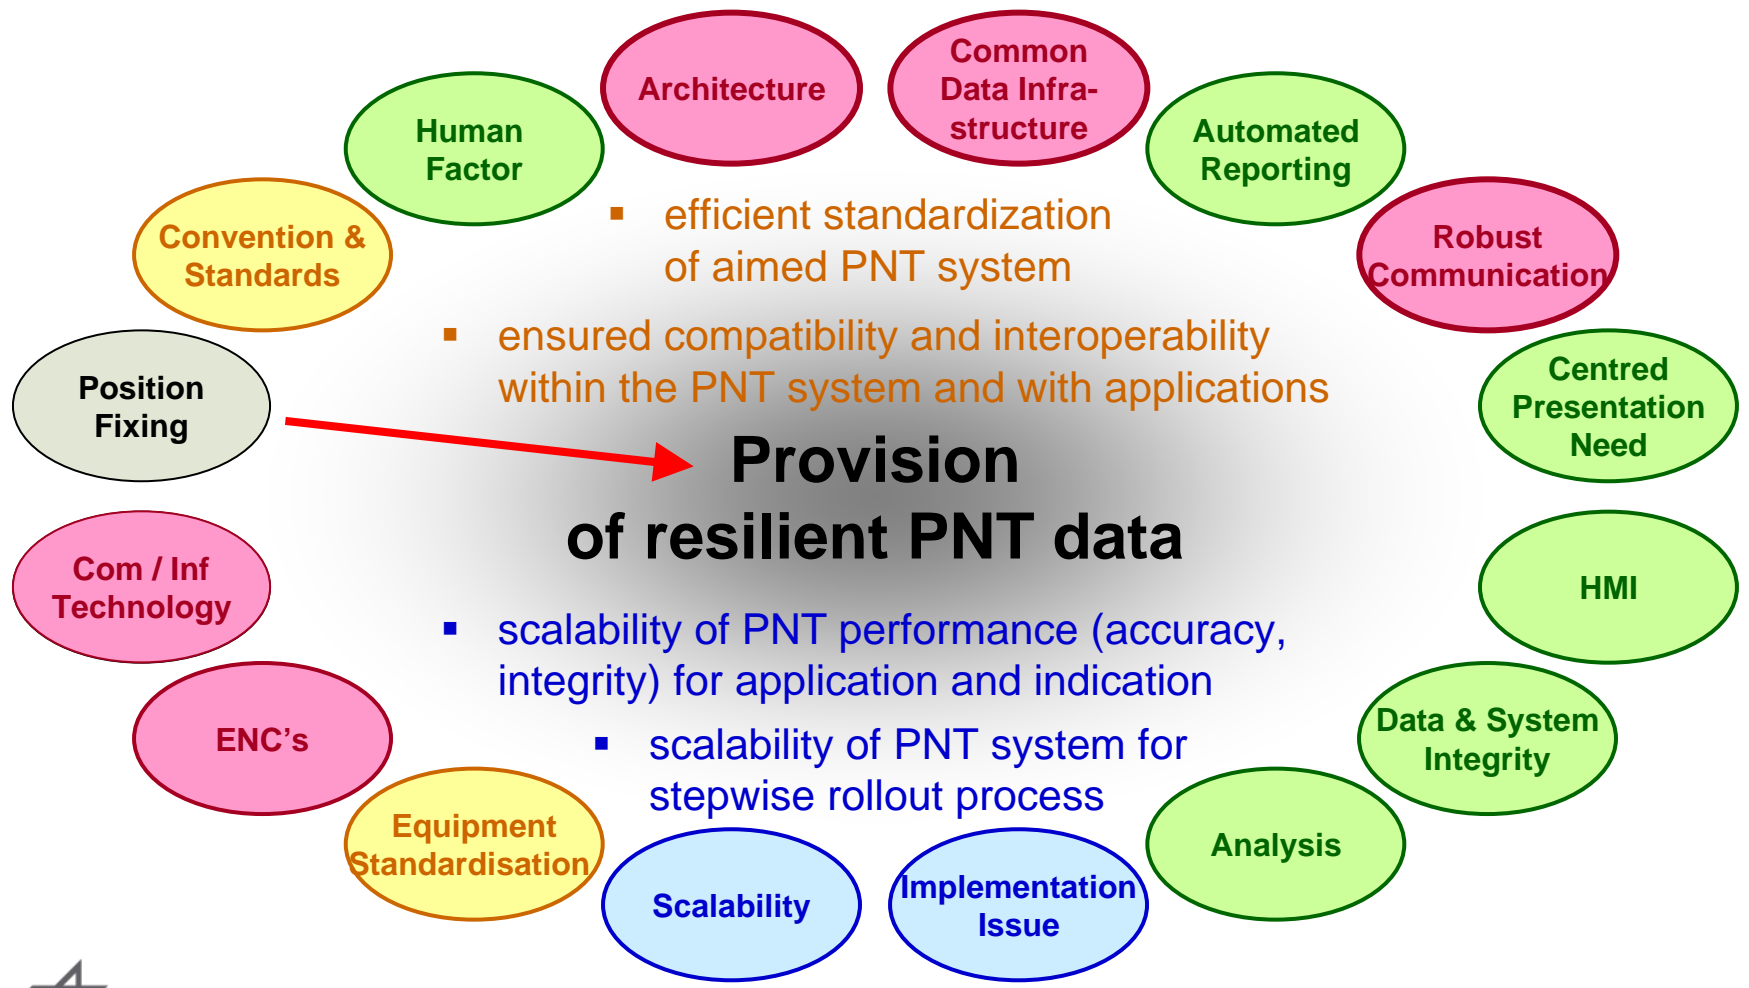 Architecture
Common
Data Infra-
structure
Human
Factor
Automated
Reporting
Convention &
Standards
Robust
Communication
▪ efficient standardization
of aimed PNT system
▪ ensured compatibility and interoperability
within the PNT system and with applications
Position
Fixing
Centred
Presentation
Need
Provision
of resilient PNT data
Com / Inf
Technology
HMI
▪ scalability of PNT performance (accuracy,
integrity) for application and indication
ENC’s
Data & System
Integrity
▪ scalability of PNT system for
stepwise rollout process
Equipment
Standardisation
Analysis
Scalability
Implementation
Issue